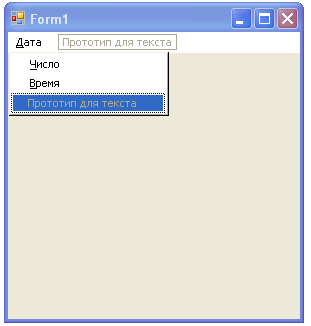 Form1
Дата Прототип для текста
Число
Время
Прототип для текста